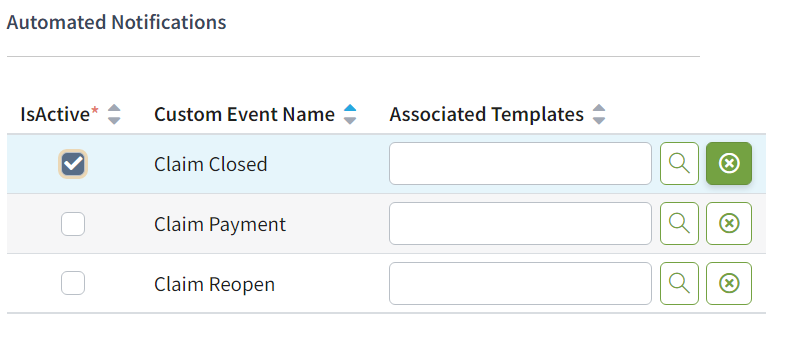 Automated Notifications
IsActive* Custom Event Name Associated Templates
Claim Closed
Claim Payment
Claim Reopen